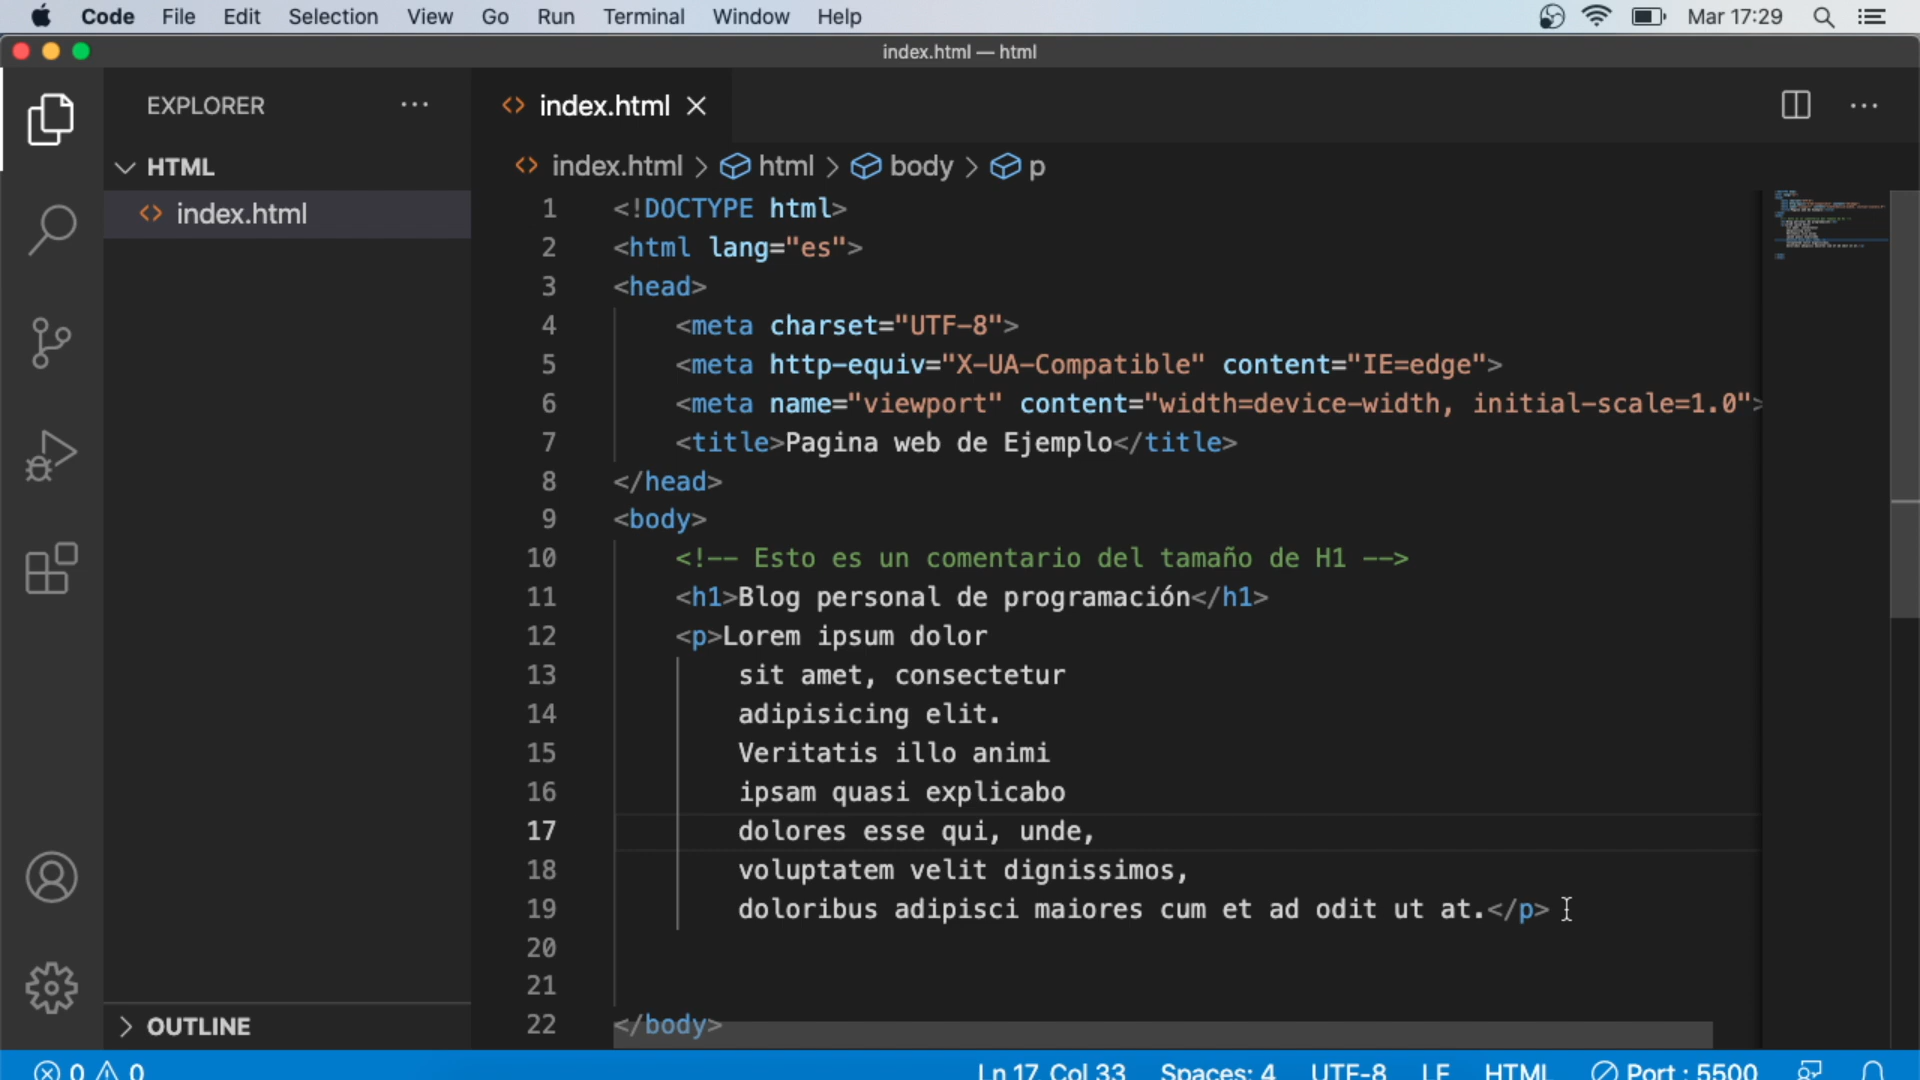 Code File Edit Selection View Go Run Terminal Window Help Mar 17:29
index.html — html
EXPLORER ··· index.html ···
HTML
index.html
OUTLINE
index.html > html > body > p
1 <!DOCTYPE html>
2 <html lang="es">
3 <head>
4 <meta charset="UTF-8">
5 <meta http-equiv="X-UA-Compatible" content="IE=edge">
6 <meta name="viewport" content="width=device-width, initial-scale=1.0">
7 <title>Pagina web de Ejemplo</title>
8 </head>
9 <body>
10 <!-- Esto es un comentario del tamaño de H1 -->
11 <h1>Blog personal de programación</h1>
12 <p>Lorem ipsum dolor
13 sit amet, consectetur
14 adipisicing elit.
15 Veritatis illo animi
16 ipsam quasi explicabo
17 dolores esse qui, unde,
18 voluptatem velit dignissimos,
19 doloribus adipisci maiores cum et ad odit ut at.</p>
20
21
22 </body>
0 0 Ln 17, Col 33 Spaces: 4 UTF-8 LF HTML Port : 5500